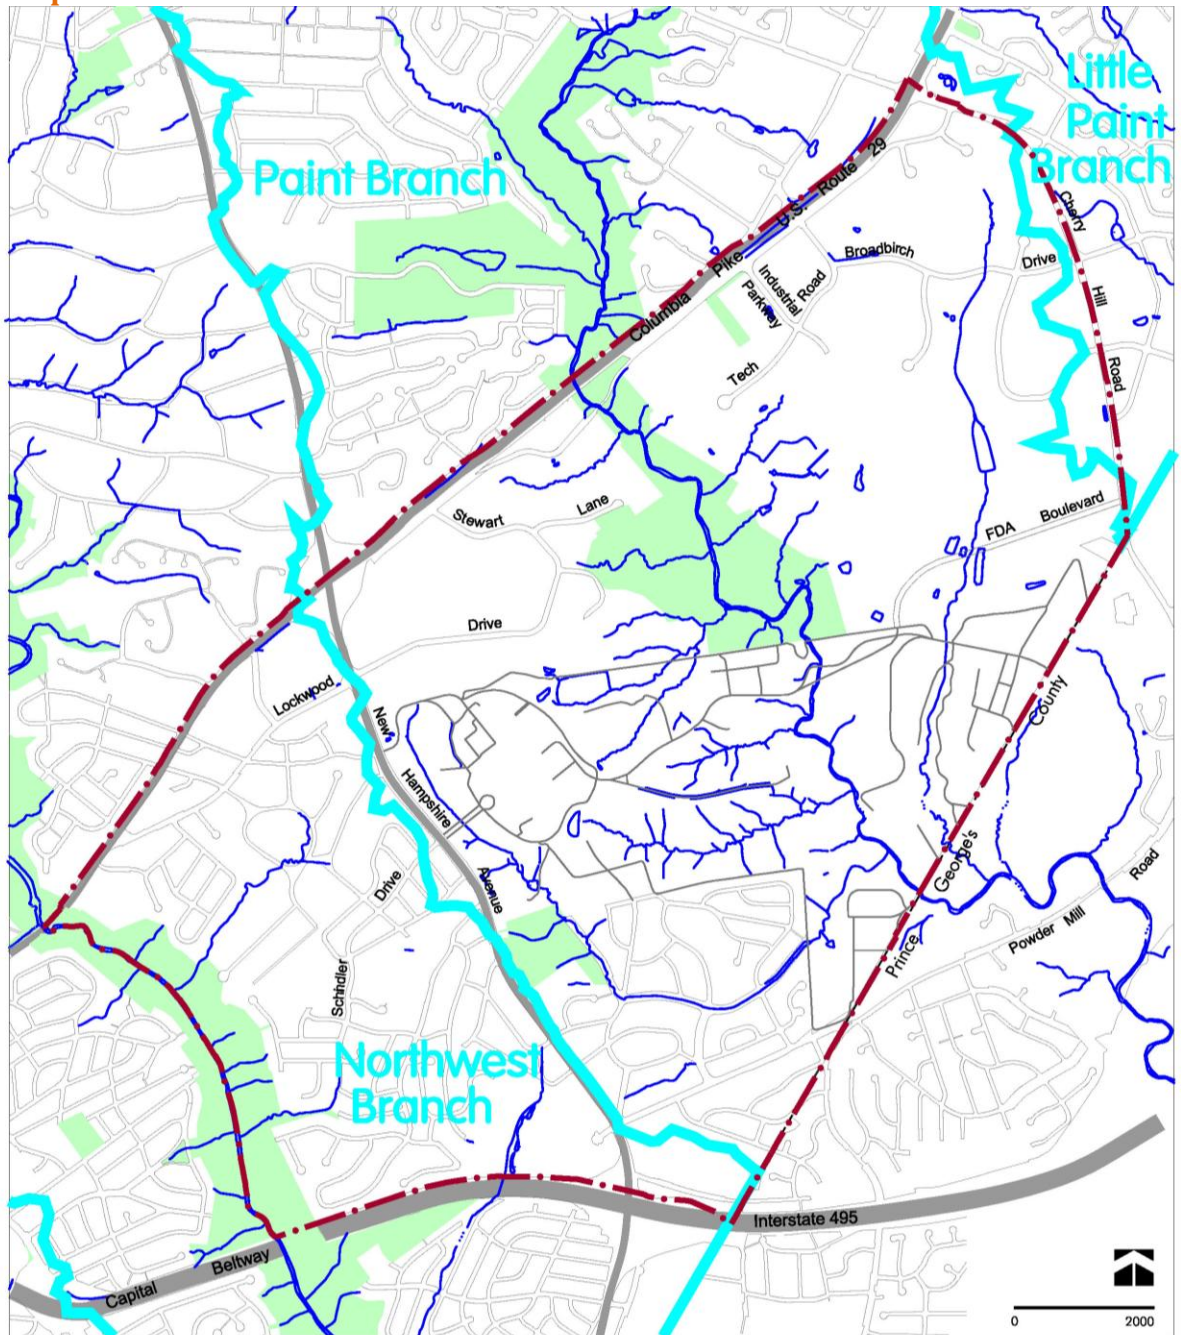 Little
Paint
Branch
Paint Branch
U.S. Route 29
Cherry
Hill
Road
Broadbirch
Drive
Columbia Pike
Industrial
Parkway
Tech
Road
FDA Boulevard
Stewart
Lane
Lockwood
Drive
New
Hampshire
Avenue
Prince
George's
County
Powder Mill
Road
Schindler
Drive
Northwest
Branch
Interstate 495
Capital
Beltway
0
2000